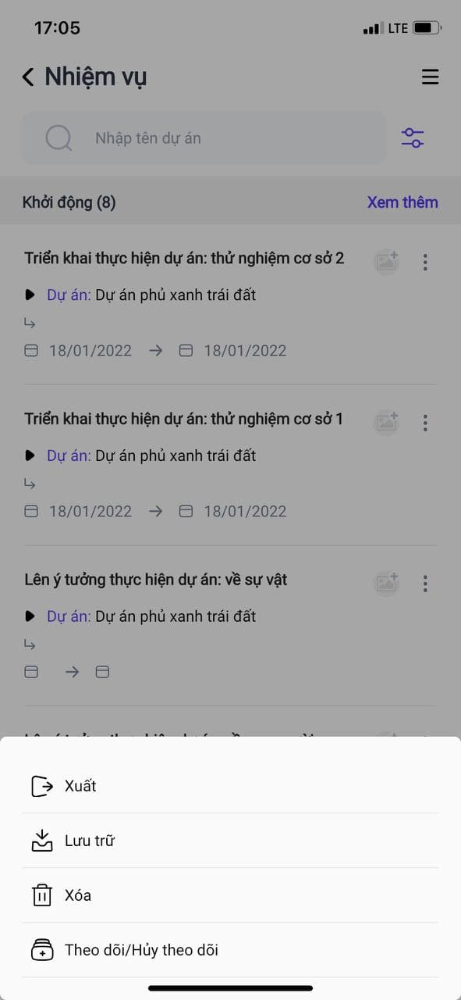 17:05
LTE
Nhiệm vụ
Nhập tên dự án
Khởi động (8)
Xem thêm
Triển khai thực hiện dự án: thử nghiệm cơ sở 2
Dự án: Dự án phủ xanh trái đất
18/01/2022 → 18/01/2022
Triển khai thực hiện dự án: thử nghiệm cơ sở 1
Dự án: Dự án phủ xanh trái đất
18/01/2022 → 18/01/2022
Lên ý tưởng thực hiện dự án: về sự vật
Dự án: Dự án phủ xanh trái đất
Xuất
Lưu trữ
Xóa
Theo dõi/Hủy theo dõi